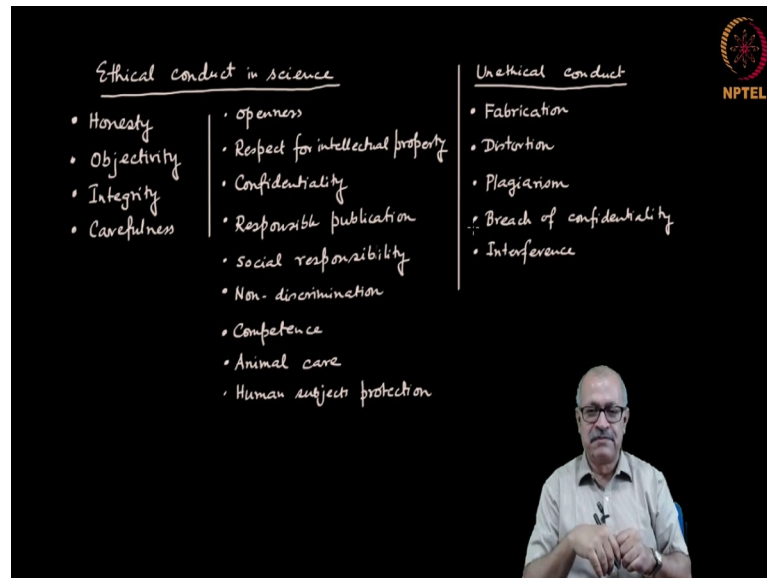 Ethical conduct in science
• Honesty
• Objectivity
• Integrity
• Carefulness
• Openness
• Respect for intellectual property
• Confidentiality
• Responsible publication
• Social responsibility
• Non-discrimination
• Competence
• Animal care
• Human subjects protection
Unethical conduct
• Fabrication
• Distortion
• Plagiarism
• Breach of confidentiality
• Interference
NPTEL